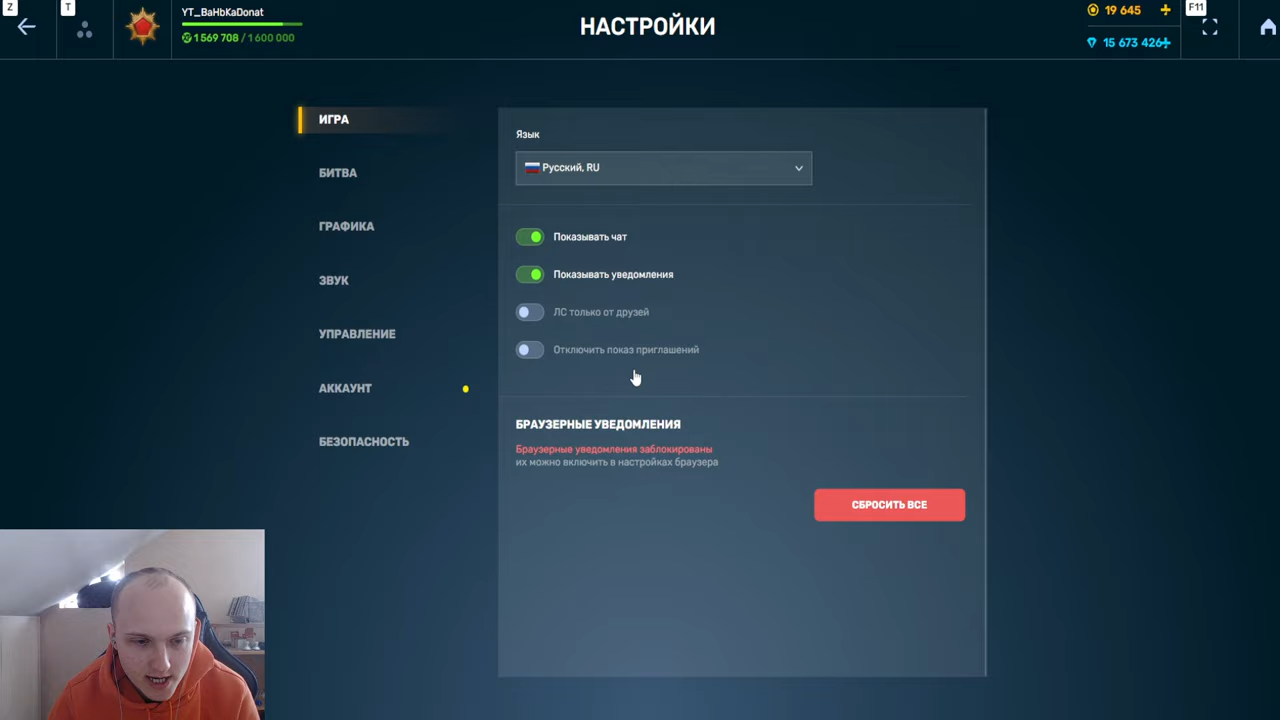 Z
T
YT_BaHbKaDonat
1 569 708 / 1 600 000
НАСТРОЙКИ
19 645
15 673 426
F11
ИГРА
БИТВА
ГРАФИКА
ЗВУК
УПРАВЛЕНИЕ
АККАУНТ
БЕЗОПАСНОСТЬ
Язык
Русский, RU
Показывать чат
Показывать уведомления
ЛС только от друзей
Отключить показ приглашений
БРАУЗЕРНЫЕ УВЕДОМЛЕНИЯ
Браузерные уведомления заблокированы
их можно включить в настройках браузера
СБРОСИТЬ ВСЕ